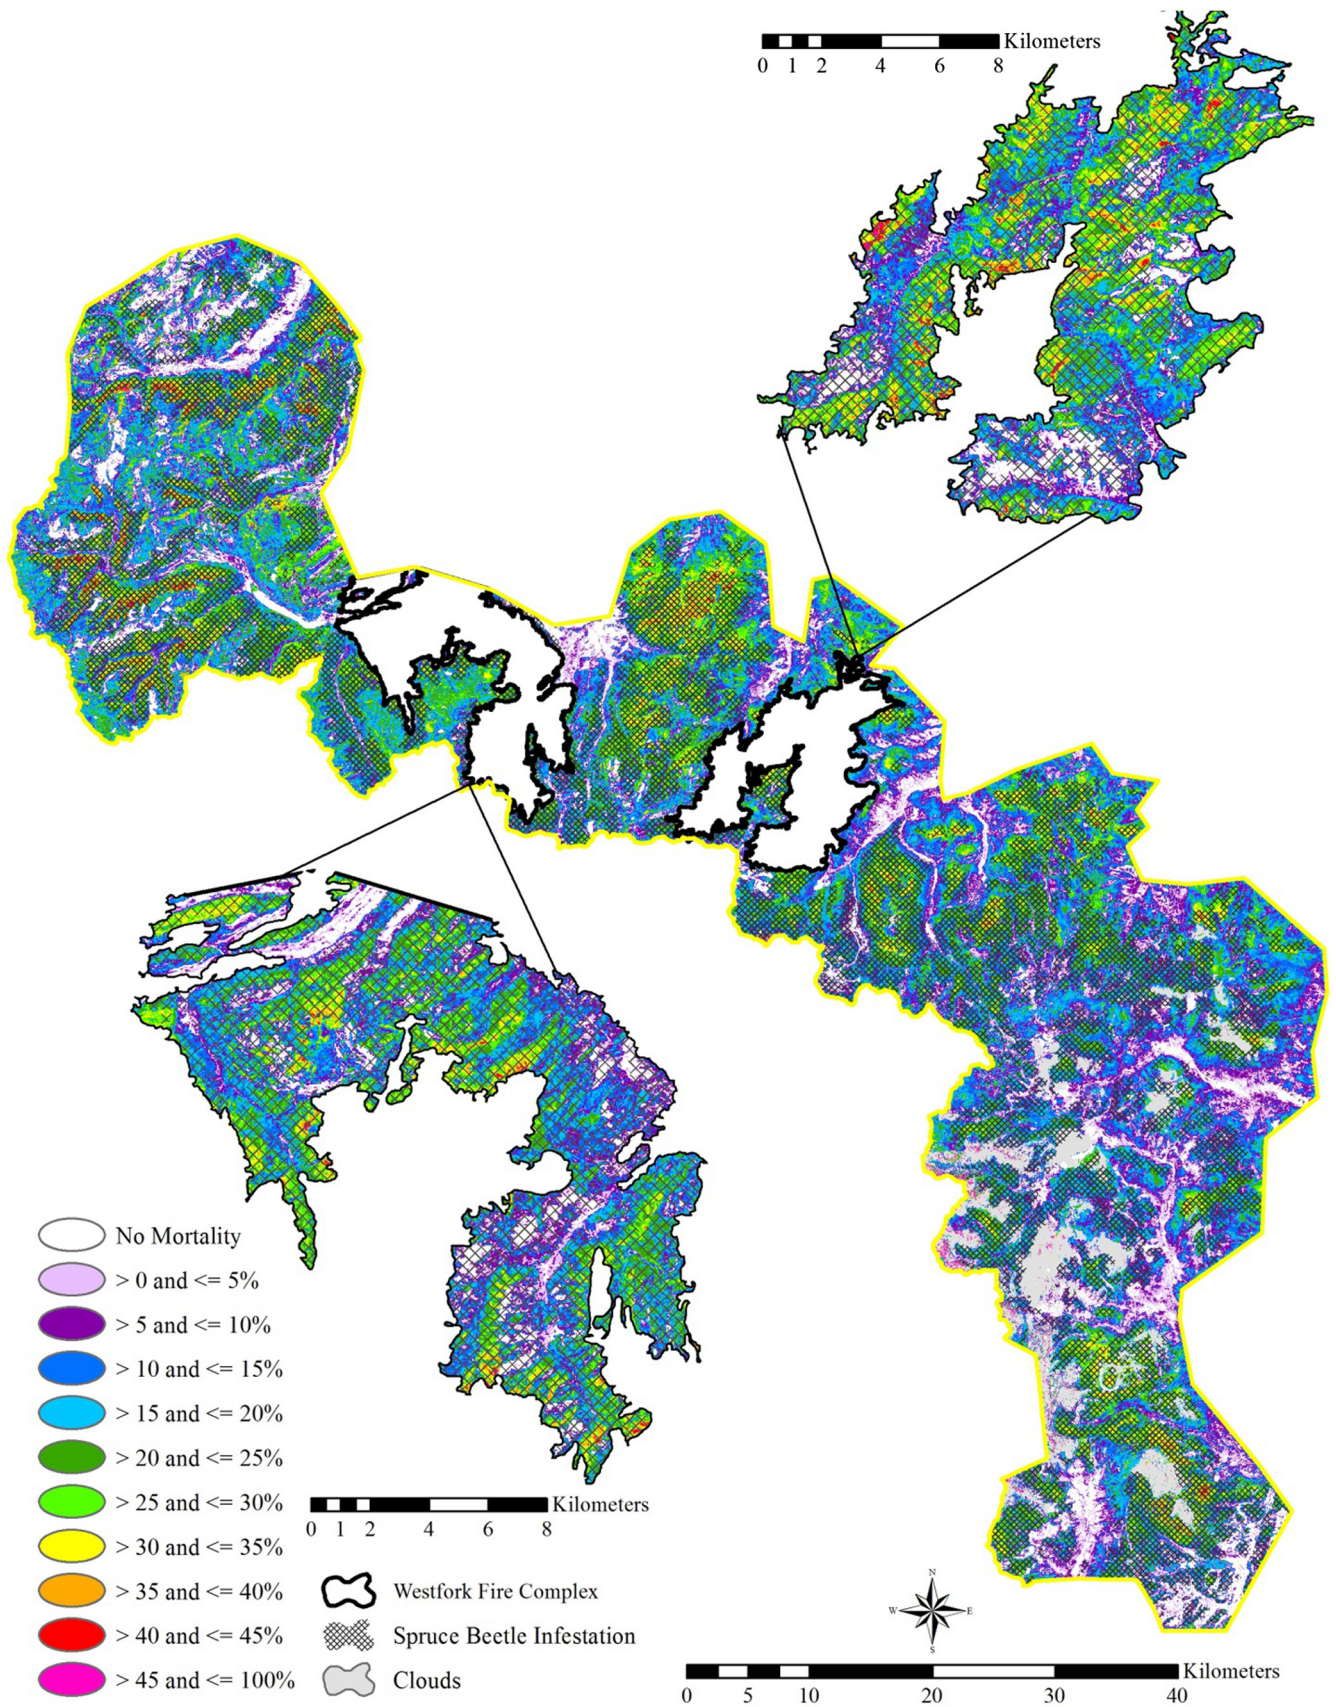 Kilometers
0 1 2 4 6 8
No Mortality
> 0 and <= 5%
> 5 and <= 10%
> 10 and <= 15%
> 15 and <= 20%
> 20 and <= 25%
> 25 and <= 30%
> 30 and <= 35%
> 35 and <= 40%
> 40 and <= 45%
> 45 and <= 100%
Kilometers
0 1 2 4 6 8
Westfork Fire Complex
Spruce Beetle Infestation
Clouds
N
W E
S
Kilometers
0 5 10 20 30 40